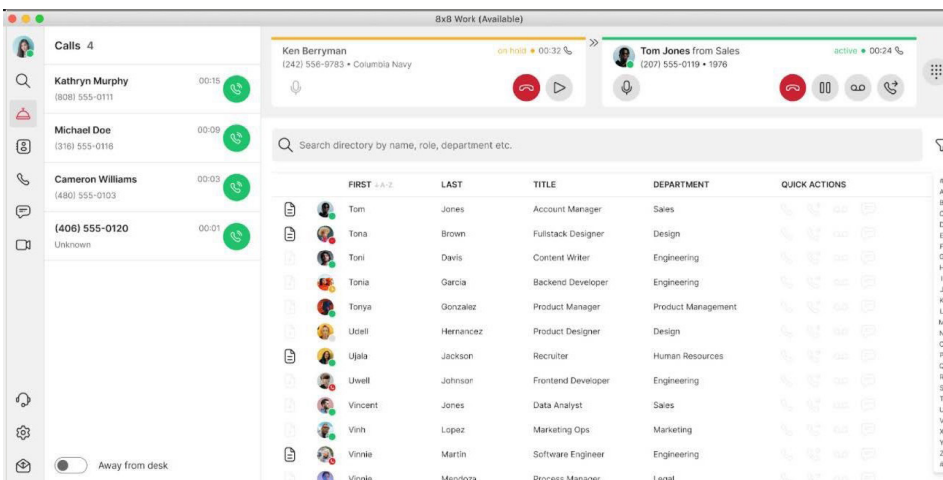 8x8 Work (Available)
Calls 4
Kathryn Murphy 00:15
(808) 555-0111
Michael Doe 00:09
(316) 555-0116
Cameron Williams 00:03
(480) 555-0103
(406) 555-0120 00:01
Unknown
Away from desk
Ken Berryman on hold • 00:32
(242) 556-9783 • Columbia Navy
Tom Jones from Sales active • 00:24
(207) 555-0119 • 1976
Search directory by name, role, department etc.
FIRST ↓A-Z LAST TITLE DEPARTMENT QUICK ACTIONS
Tom Jones Account Manager Sales
Tona Brown Fullstack Designer Design
Toni Davis Content Writer Engineering
Tonia Garcia Backend Developer Engineering
Tonya Gonzalez Product Manager Product Management
Udell Hernancez Product Designer Design
Ujala Jackson Recruiter Human Resources
Uwell Johnson Frontend Developer Engineering
Vincent Jones Data Analyst Sales
Vinh Lopez Marketing Ops Marketing
Vinnie Martin Software Engineer Engineering
Vinnie Mendoza Process Manager Legal